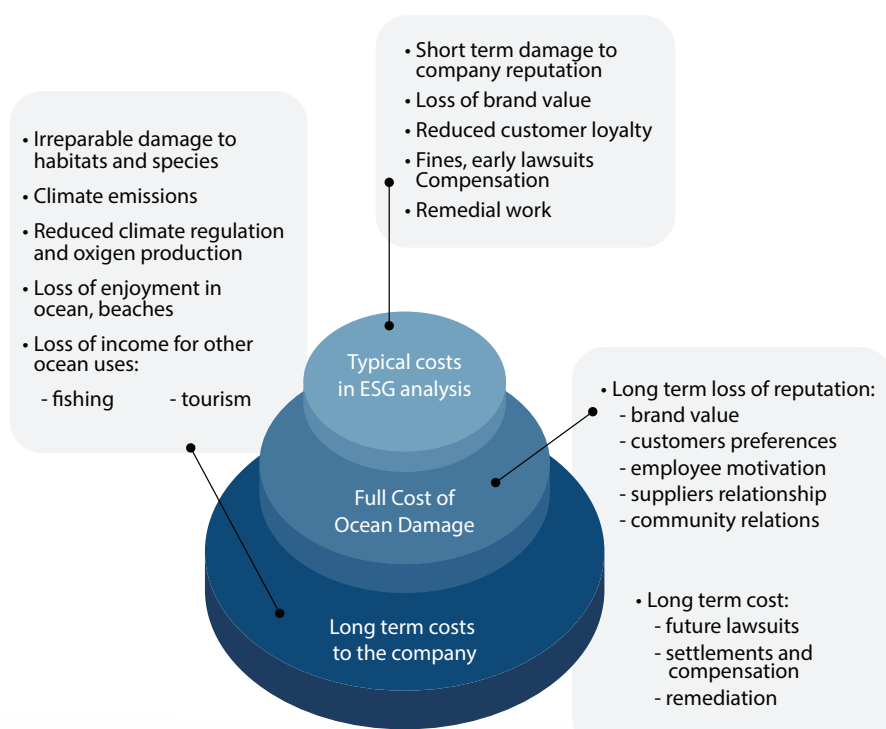 • Short term damage to
company reputation
• Loss of brand value
• Reduced customer loyalty
• Fines, early lawsuits
Compensation
• Remedial work
• Irreparable damage to
habitats and species
• Climate emissions
• Reduced climate regulation
and oxigen production
• Loss of enjoyment in
ocean, beaches
• Loss of income for other
ocean uses:
- fishing - tourism
Typical costs
in ESG analysis
Full Cost of
Ocean Damage
Long term costs
to the company
• Long term loss of reputation:
- brand value
- customers preferences
- employee motivation
- suppliers relationship
- community relations
• Long term cost:
- future lawsuits
- settlements and
compensation
- remediation